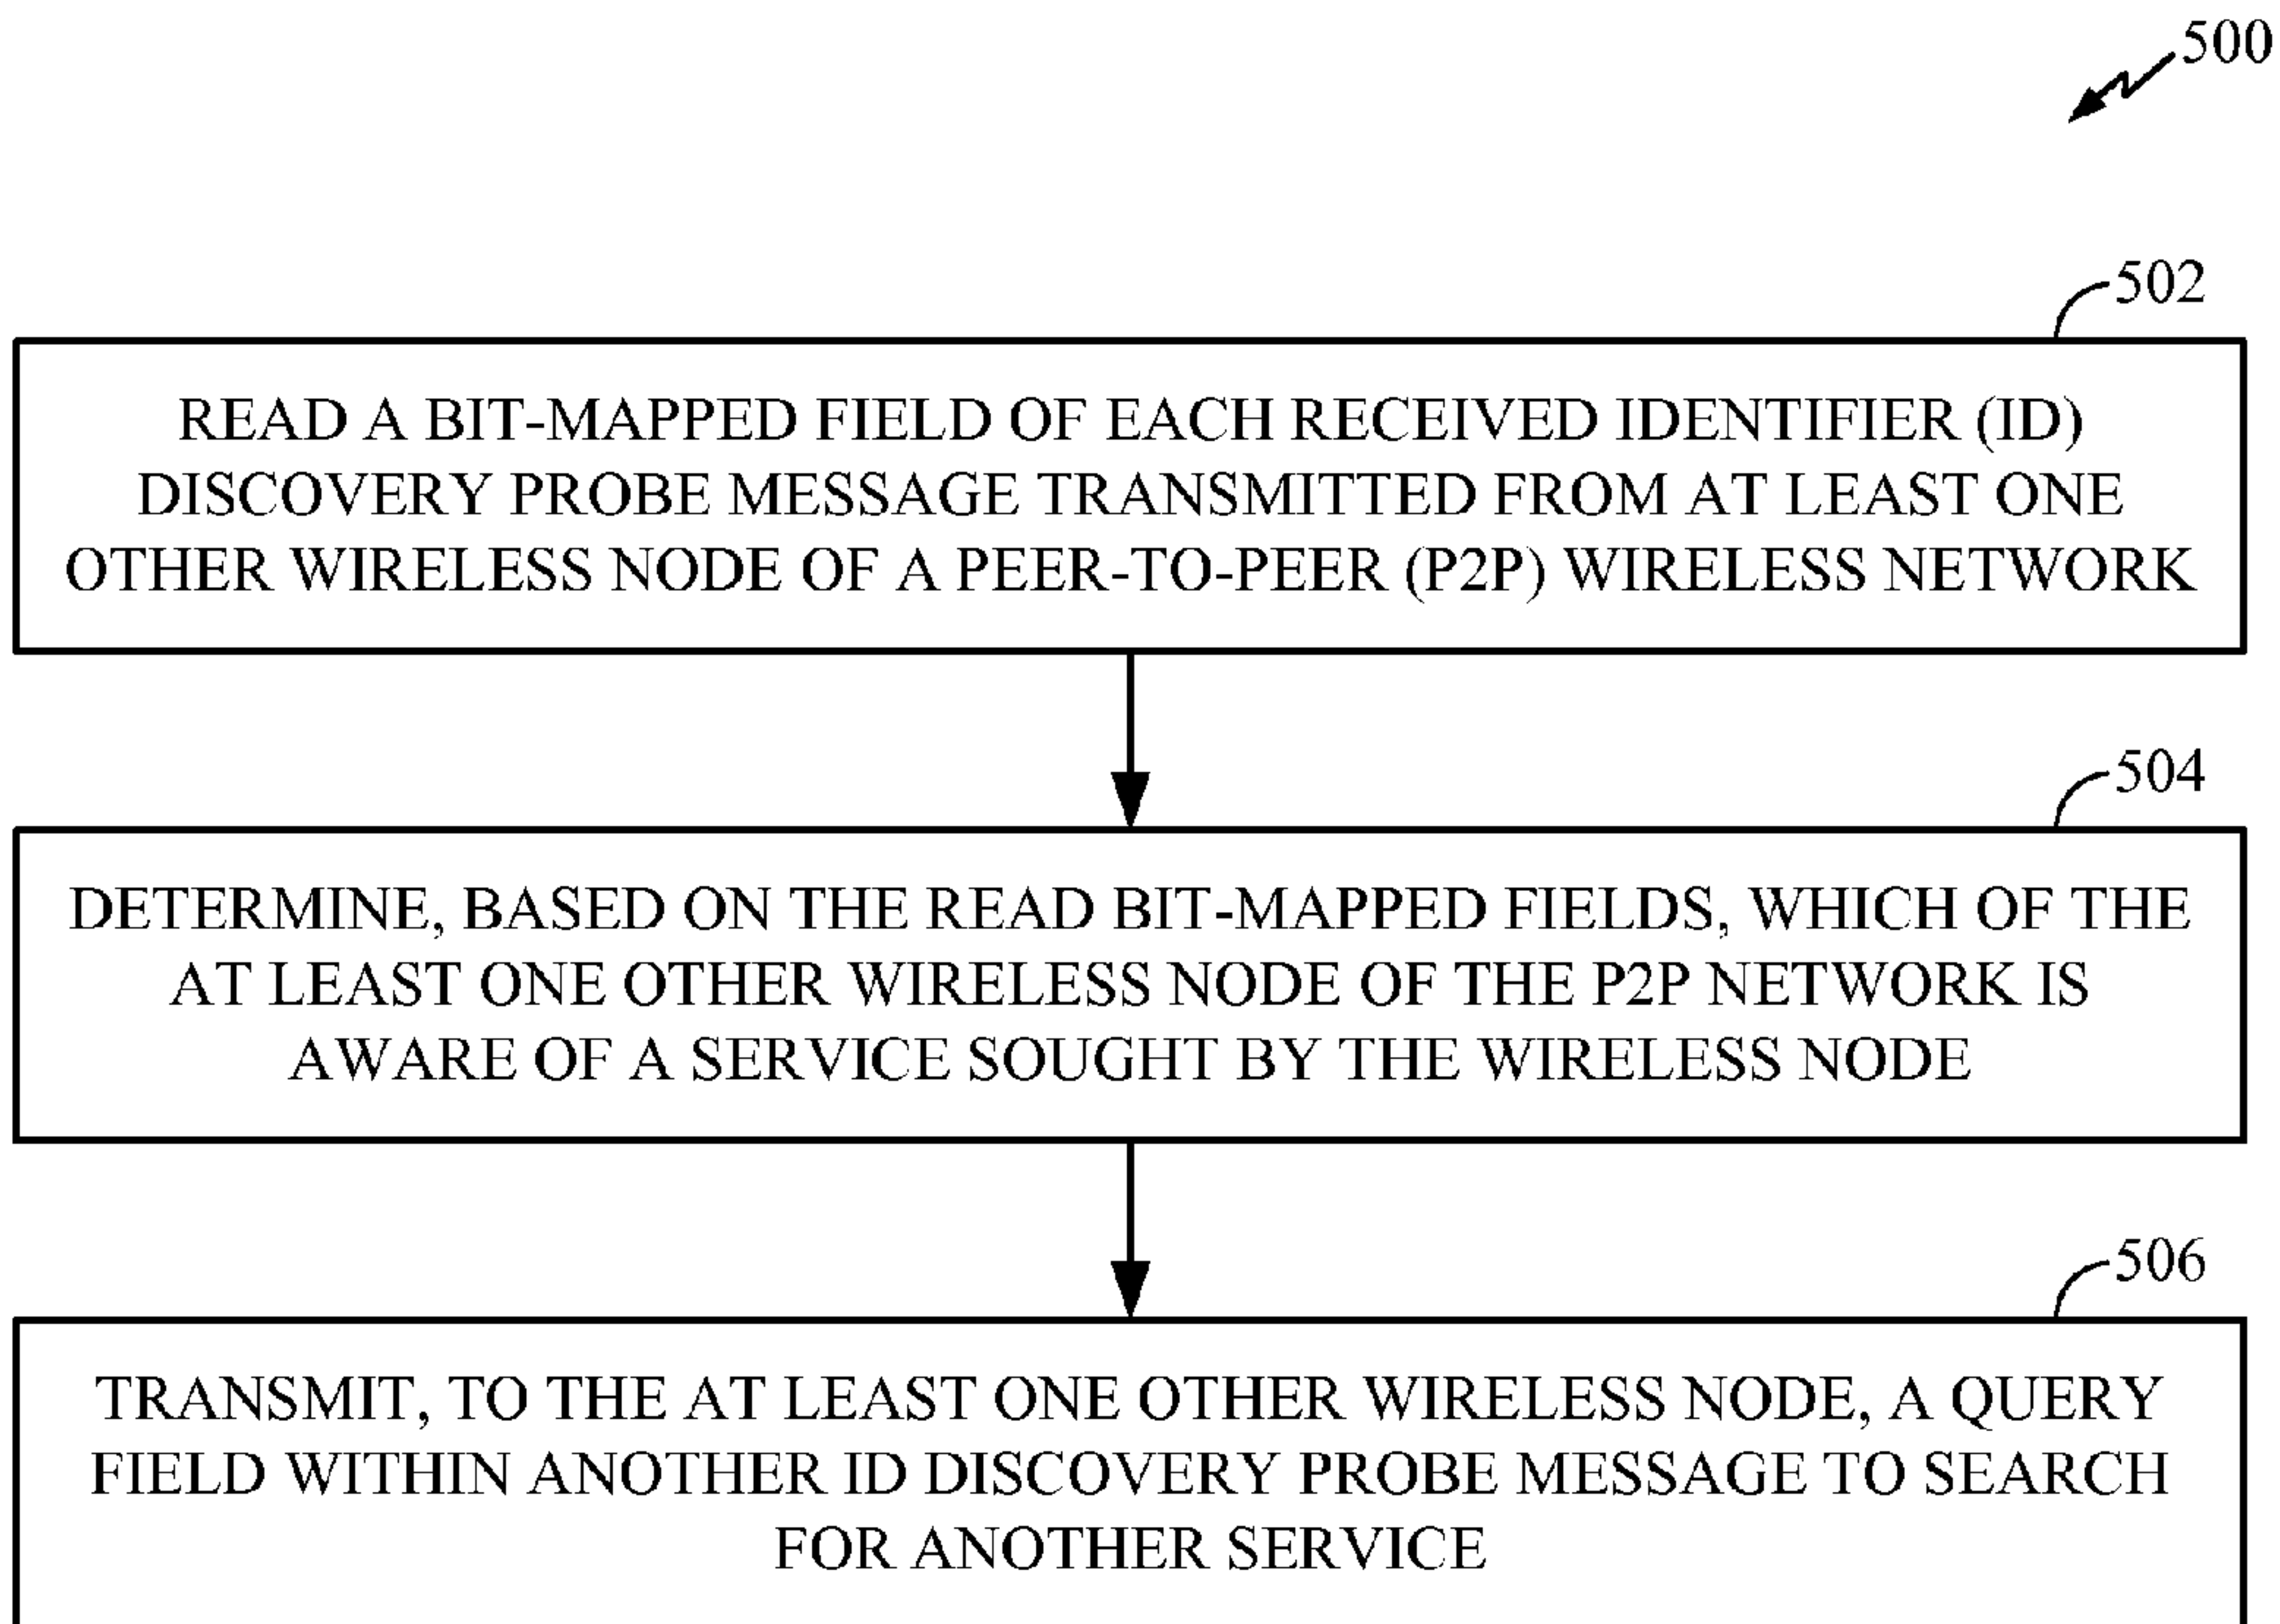 500
502
READ A BIT-MAPPED FIELD OF EACH RECEIVED IDENTIFIER (ID)
DISCOVERY PROBE MESSAGE TRANSMITTED FROM AT LEAST ONE
OTHER WIRELESS NODE OF A PEER-TO-PEER (P2P) WIRELESS NETWORK
504
DETERMINE, BASED ON THE READ BIT-MAPPED FIELDS, WHICH OF THE
AT LEAST ONE OTHER WIRELESS NODE OF THE P2P NETWORK IS
AWARE OF A SERVICE SOUGHT BY THE WIRELESS NODE
506
TRANSMIT, TO THE AT LEAST ONE OTHER WIRELESS NODE, A QUERY
FIELD WITHIN ANOTHER ID DISCOVERY PROBE MESSAGE TO SEARCH
FOR ANOTHER SERVICE